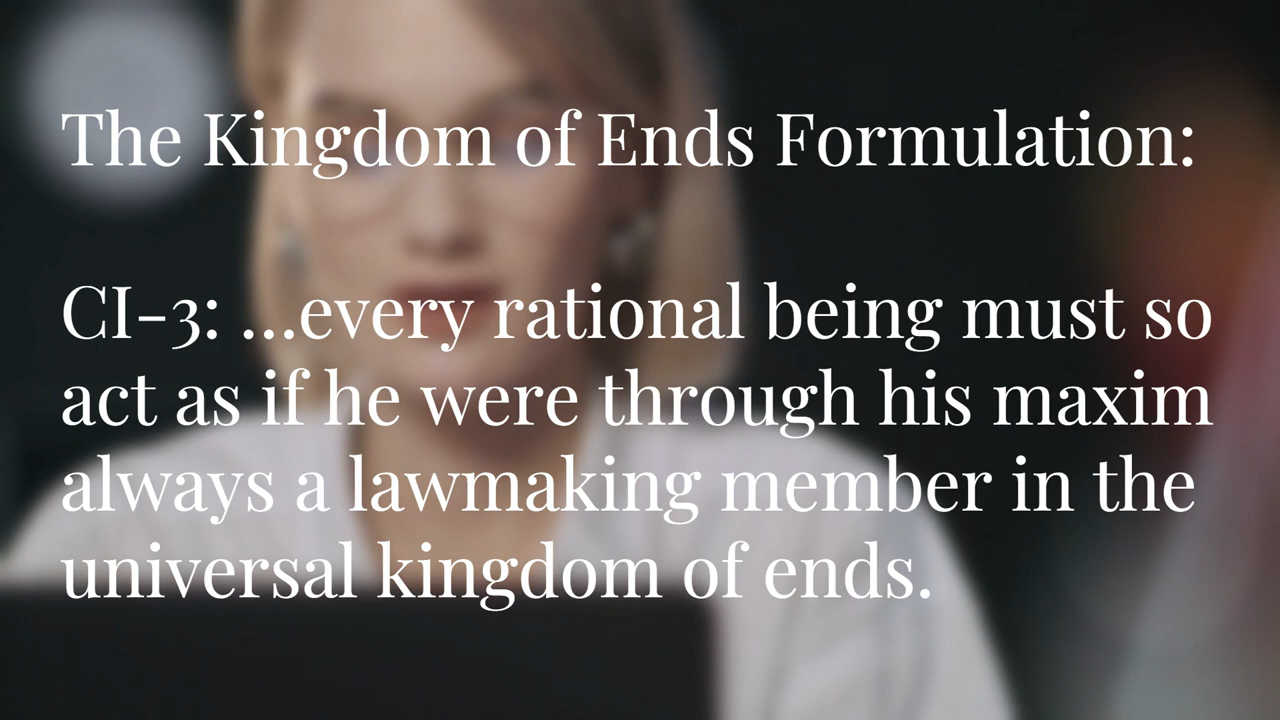 The Kingdom of Ends Formulation:
CI-3: ...every rational being must so
act as if he were through his maxim
always a lawmaking member in the
universal kingdom of ends.